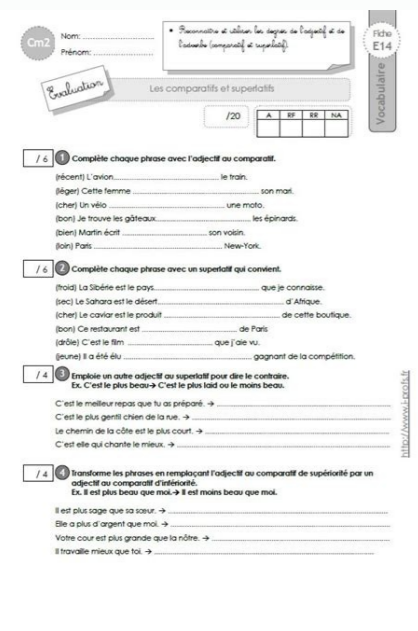 Cm2
Nom: ..............................
Prénom: ..........................
• Reconnaître et utiliser les degrés de l'adjectif et de
l'adverbe (comparatif et superlatif).
Fiche
E14
Vocabulaire
Evaluation
Les comparatifs et superlatifs
/20
A RF RR NA
/ 6 1 Complète chaque phrase avec l'adjectif au comparatif.
(récent) L'avion.............................. le train.
(léger) Cette femme .............................. son mari.
(cher) Un vélo .............................. une moto.
(bon) Je trouve les gâteaux.............................. les épinards.
(bien) Martin écrit .............................. son voisin.
(loin) Paris .............................. New-York.
/ 6 2 Complète chaque phrase avec un superlatif qui convient.
(froid) La Sibérie est le pays.............................. que je connaisse.
(sec) Le Sahara est le désert.............................. d'Afrique.
(cher) Le caviar est le produit .............................. de cette boutique.
(bon) Ce restaurant est .............................. de Paris
(drôle) C'est le film .............................. que j'aie vu.
(jeune) Il a été élu .............................. gagnant de la compétition.
/ 4 3 Emploie un autre adjectif au superlatif pour dire le contraire.
Ex. C'est le plus beau→ C'est le plus laid ou le moins beau.
C'est le meilleur repas que tu as préparé. → ..............................
C'est le plus gentil chien de la rue. → ..............................
Le chemin de la côte est le plus court. → ..............................
C'est elle qui chante le mieux. → ..............................
/ 4 4 Transforme les phrases en remplaçant l'adjectif au comparatif de supériorité par un
adjectif au comparatif d'infériorité.
Ex. Il est plus beau que moi.→ Il est moins beau que moi.
Il est plus sage que sa sœur. → ..............................
Elle a plus d'argent que moi. → ..............................
Votre cour est plus grande que la nôtre. → ..............................
Il travaille mieux que toi. → ..............................
http://www.i-profs.fr